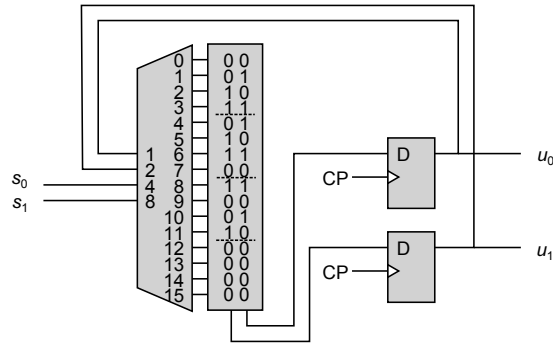 0 0 0
1 0 1
2 1 0
3 1 1
4 0 1
5 1 0
1 6 1 1 D u0
2 7 0 0
s0 4 8 1 1 CP
s1 8 9 0 0
10 0 1
11 1 0
12 0 0 D u1
13 0 0 CP
14 0 0
15 0 0